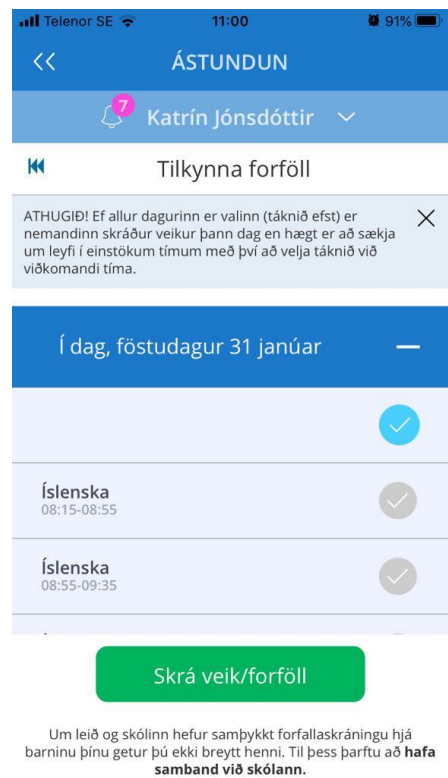 Telenor SE 11:00 91%
<< ÁSTUNDUN
7 Katrín Jónsdóttir
Tilkynna forföll
ATHUGIÐ! Ef allur dagurinn er valinn (táknið efst) er
nemandinn skráður veikur þann dag en hægt er að sækja
um leyfi í einstökum tímum með því að velja táknið við
viðkomandi tíma.
Í dag, föstudagur 31 janúar
Íslenska
08:15-08:55
Íslenska
08:55-09:35
Skrá veik/forföll
Um leið og skólinn hefur samþykkt forfallaskráningu hjá
barninu þínu getur þú ekki breytt henni. Til þess þarftu að hafa
samband við skólann.